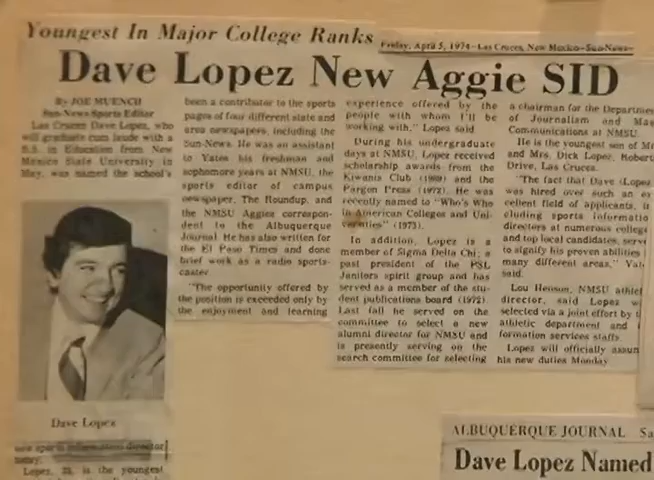 Youngest In Major College Ranks
Friday, April 5, 1974—Las Cruces, New Mexico—Sun-News—
Dave Lopez New Aggie SID
By JOE MUENCH
Sun-News Sports Editor
Las Cruces Dave Lopez, who
will graduate cum laude with a
B.S. in Education from New
Mexico State University in
May, was named the school's
Dave Lopez
new sports information director
Lopez, is the youngest
been a contributor to the sports
pages of four different state and
area newspapers, including the
Sun-News. He was an assistant
to Yates his freshman and
sophomore years at NMSU, the
sports editor of campus
newspaper, The Roundup, and
the NMSU Aggies correspon-
dent to the Albuquerque
Journal. He has also written for
the El Paso Times and done
brief work as a radio sports-
caster
"The opportunity offered by
the position is exceeded only by
the enjoyment and learning
experience offered by the
people with whom I'll be
working with," Lopez said
During his undergraduate
days at NMSU, Lopez received
scholarship awards from the
Kiwanis Club (1969) and the
Pargon Press (1972). He was
recently named to "Who's Who
in American Colleges and Uni-
versities" (1973).
In addition, Lopez is a
member of Sigma Delta Chi; a
past president of the PSL
Janitors spirit group and has
served as a member of the stu-
dent publications board (1972).
Last fall he served on the
committee to select a new
alumni director for NMSU and
is presently serving on the
search committee for selecting
a chairman for the Departme
of Journalism and Mas
Communications at NMSU.
He is the youngest son of Mr
and Mrs. Dick Lopez, Robert
Drive, Las Cruces.
"The fact that Dave (Lopez
was hired over such an ex
cellent field of applicants, i
cluding sports informatio
directors at numerous colleg
and top local candidates, serv
to signify his proven abilities
many different areas," Va
said.
Lou Henson, NMSU athlet
director, said Lopez w
selected via a joint effort by t
athletic department and
formation services staffs
Lopez will officially assum
his new duties Monday
ALBUQUERQUE JOURNAL Sa
Dave Lopez Named